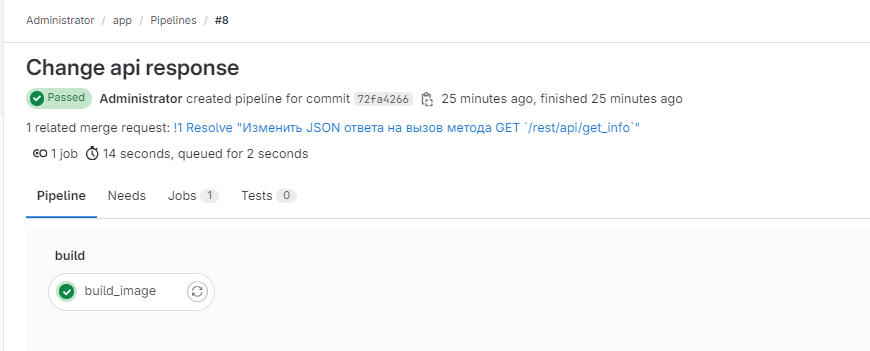 Administrator / app / Pipelines / #8
Change api response
Passed Administrator created pipeline for commit 72fa4266 25 minutes ago, finished 25 minutes ago
1 related merge request: !1 Resolve "Изменить JSON ответа на вызов метода GET `/rest/api/get_info`"
1 job 14 seconds, queued for 2 seconds
Pipeline Needs Jobs 1 Tests 0
build
build_image